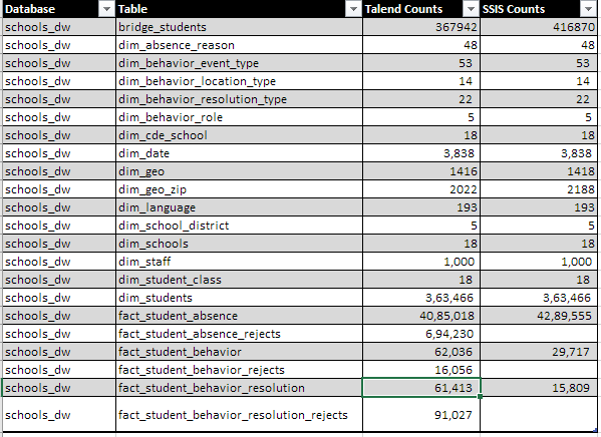 Database Table Talend Counts SSIS Counts
schools_dw bridge_students 367942 416870
schools_dw dim_absence_reason 48 48
schools_dw dim_behavior_event_type 53 53
schools_dw dim_behavior_location_type 14 14
schools_dw dim_behavior_resolution_type 22 22
schools_dw dim_behavior_role 5 5
schools_dw dim_cde_school 18 18
schools_dw dim_date 3,838 3,838
schools_dw dim_geo 1416 1418
schools_dw dim_geo_zip 2022 2188
schools_dw dim_language 193 193
schools_dw dim_school_district 5 5
schools_dw dim_schools 18 18
schools_dw dim_staff 1,000 1,000
schools_dw dim_student_class 18 18
schools_dw dim_students 3,63,466 3,63,466
schools_dw fact_student_absence 40,85,018 42,89,555
schools_dw fact_student_absence_rejects 6,94,230
schools_dw fact_student_behavior 62,036 29,717
schools_dw fact_student_behavior_rejects 16,056
schools_dw fact_student_behavior_resolution 61,413 15,809
schools_dw fact_student_behavior_resolution_rejects 91,027